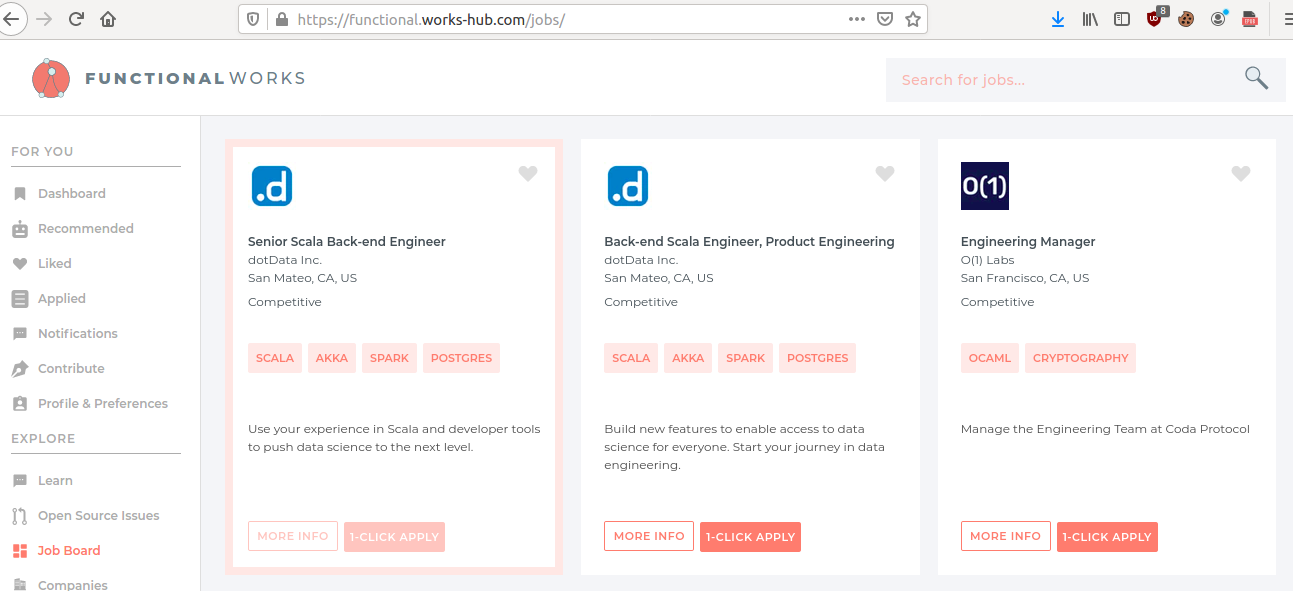 https://functional.works-hub.com/jobs/
8
FUNCTIONALWORKS
Search for jobs...
FOR YOU
Dashboard
Recommended
Liked
Applied
Notifications
Contribute
Profile & Preferences
EXPLORE
Learn
Open Source Issues
Job Board
Companies
.d
Senior Scala Back-end Engineer
dotData Inc.
San Mateo, CA, US
Competitive
SCALA AKKA SPARK POSTGRES
Use your experience in Scala and developer tools
to push data science to the next level.
MORE INFO 1-CLICK APPLY
.d
Back-end Scala Engineer, Product Engineering
dotData Inc.
San Mateo, CA, US
Competitive
SCALA AKKA SPARK POSTGRES
Build new features to enable access to data
science for everyone. Start your journey in data
engineering.
MORE INFO 1-CLICK APPLY
O(1)
Engineering Manager
O(1) Labs
San Francisco, CA, US
Competitive
OCAML CRYPTOGRAPHY
Manage the Engineering Team at Coda Protocol
MORE INFO 1-CLICK APPLY